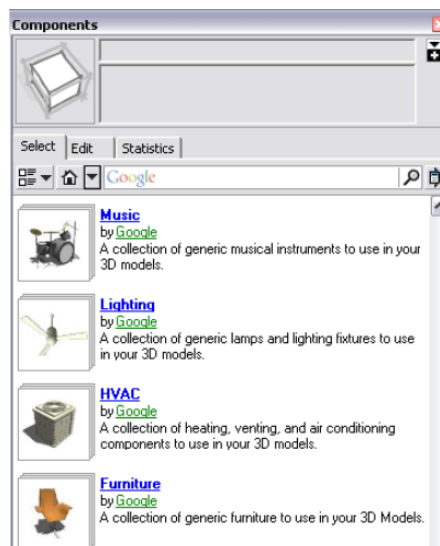 Components
Select Edit Statistics
Google
Music
by Google
A collection of generic musical instruments to use in your
3D models.
Lighting
by Google
A collection of generic lamps and lighting fixtures to use
in your 3D models.
HVAC
by Google
A collection of heating, venting, and air conditioning
components to use in your 3D models.
Furniture
by Google
A collection of generic furniture to use in your 3D Models.